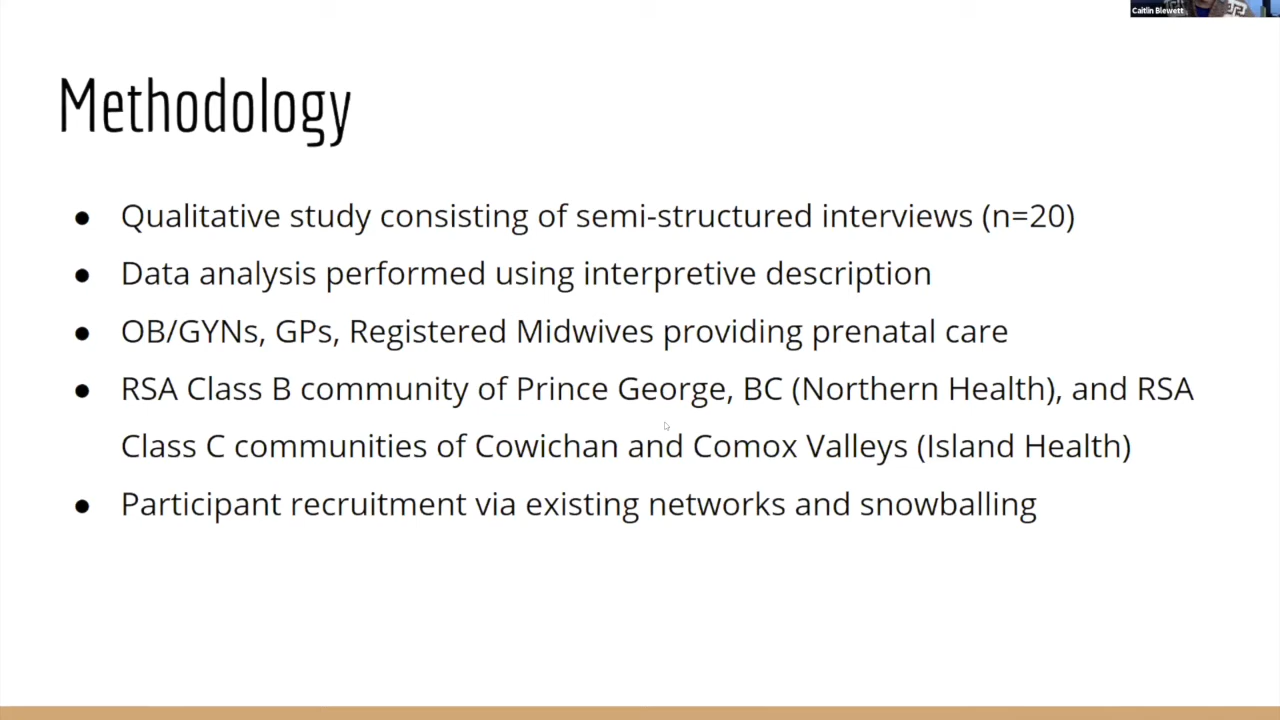 Caitlin Blewett
Methodology
● Qualitative study consisting of semi-structured interviews (n=20)
● Data analysis performed using interpretive description
● OB/GYNs, GPs, Registered Midwives providing prenatal care
● RSA Class B community of Prince George, BC (Northern Health), and RSA
Class C communities of Cowichan and Comox Valleys (Island Health)
● Participant recruitment via existing networks and snowballing